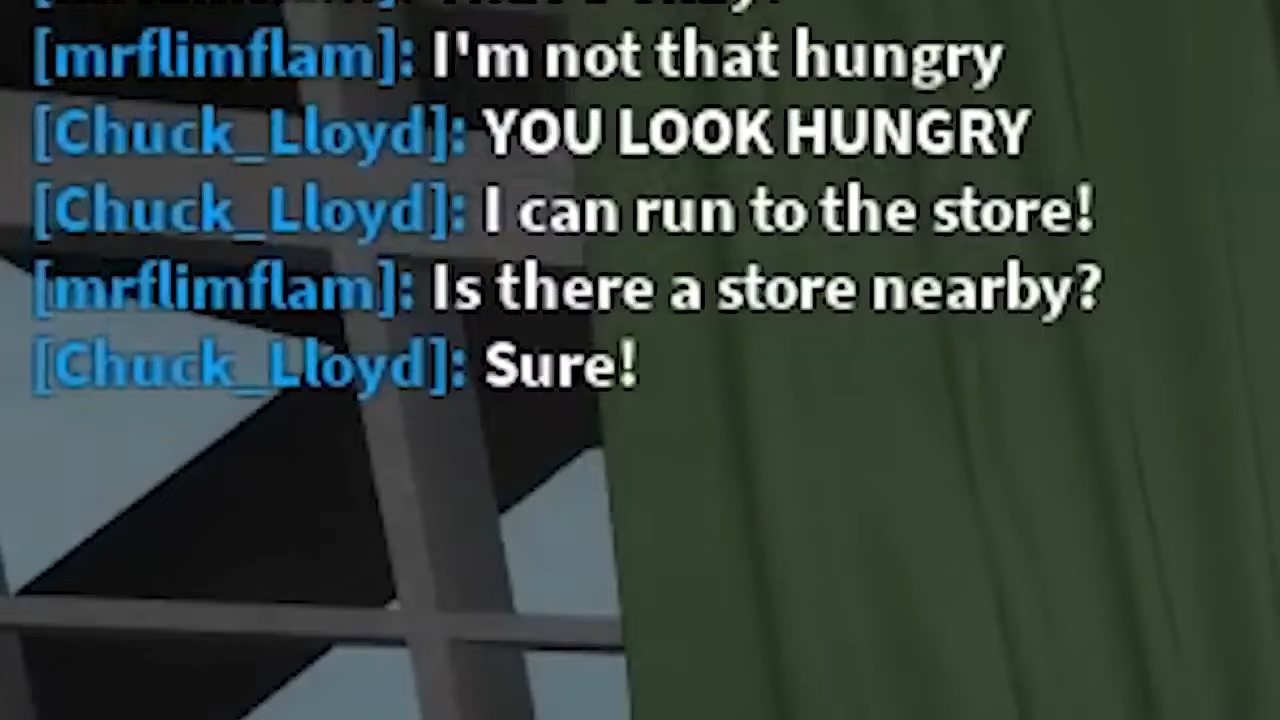 [mrflimflam]: I'm not that hungry
[Chuck_Lloyd]: YOU LOOK HUNGRY
[Chuck_Lloyd]: I can run to the store!
[mrflimflam]: Is there a store nearby?
[Chuck_Lloyd]: Sure!